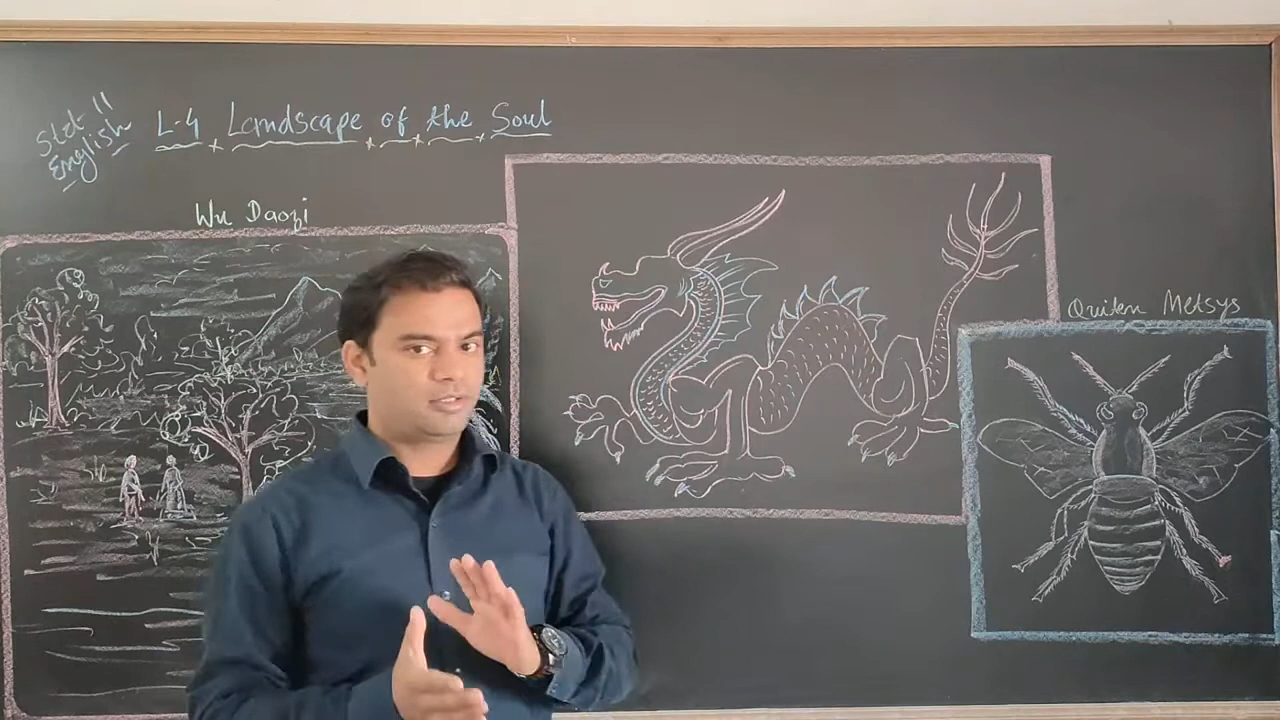 Std-11
English
L-4 Landscape of the Soul
Wu Daozi
Quiten Metsys